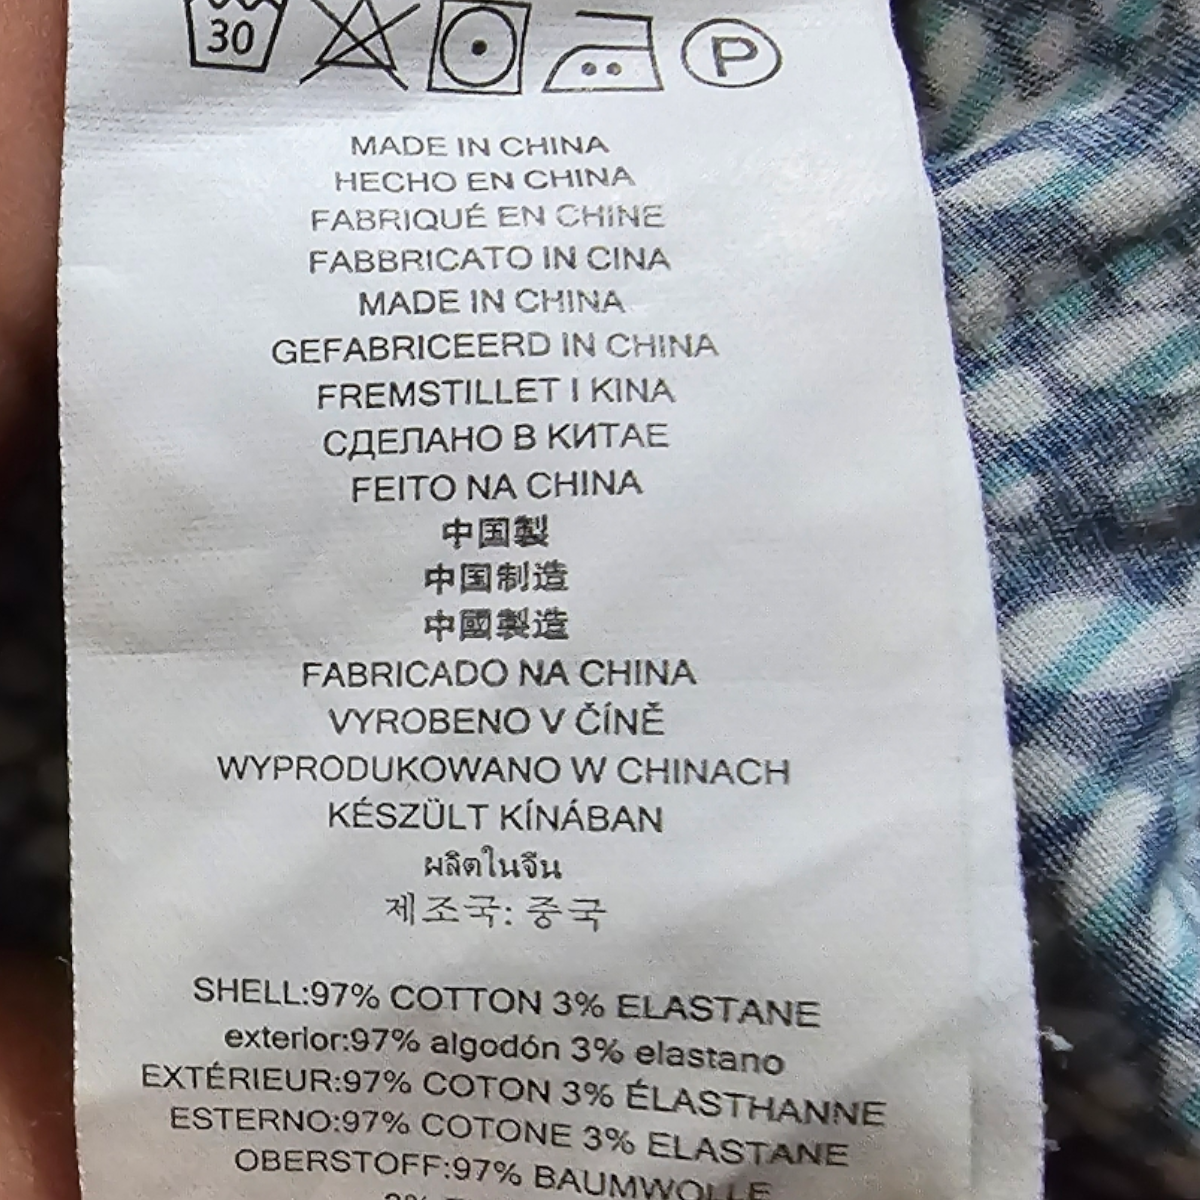 30
P
MADE IN CHINA
HECHO EN CHINA
FABRIQUÉ EN CHINE
FABBRICATO IN CINA
MADE IN CHINA
GEFABRICEERD IN CHINA
FREMSTILLET I KINA
СДЕЛАНО В КИТАЕ
FEITO NA CHINA
中国製
中国制造
中國製造
FABRICADO NA CHINA
VYROBENO V ČÍNĚ
WYPRODUKOWANO W CHINACH
KÉSZÜLT KÍNÁBAN
ผลิตในจีน
제조국: 중국
SHELL:97% COTTON 3% ELASTANE
exterior:97% algodón 3% elastano
EXTÉRIEUR:97% COTON 3% ÉLASTHANNE
ESTERNO:97% COTONE 3% ELASTANE
OBERSTOFF:97% BAUMWOLLE